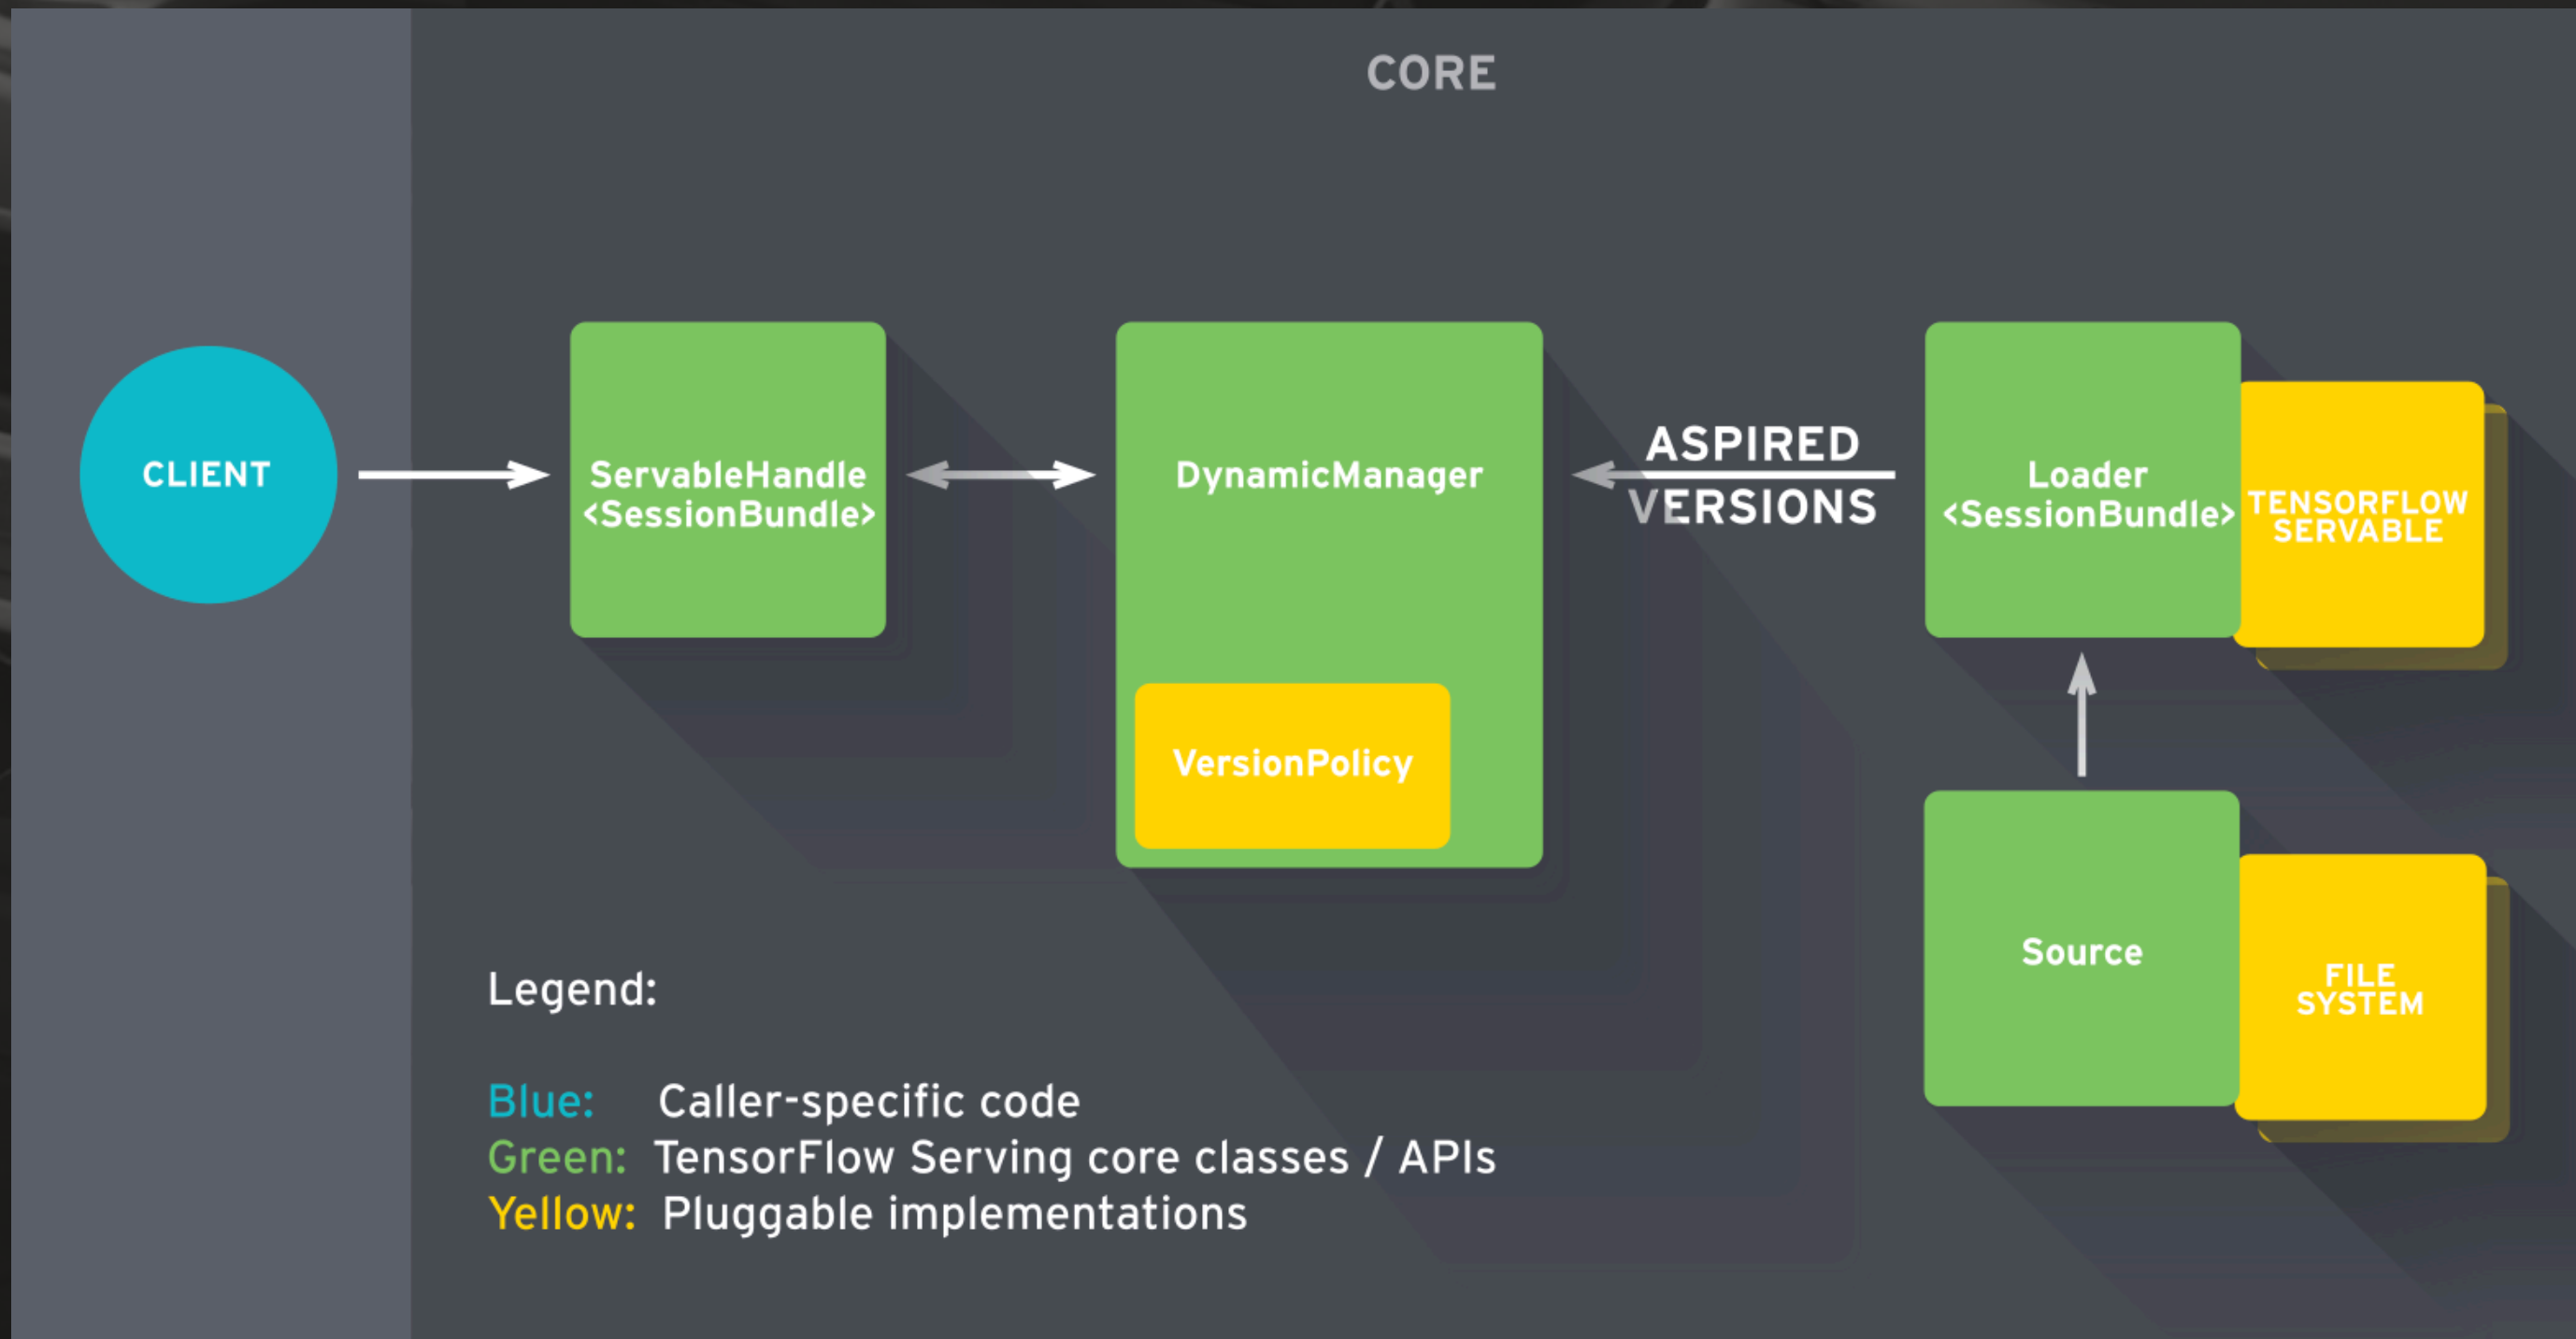 CORE
CLIENT
ServableHandle
<SessionBundle>
DynamicManager
VersionPolicy
ASPIRED
VERSIONS
Loader
<SessionBundle>
TENSORFLOW
SERVABLE
Source
FILE
SYSTEM
Legend:
Blue: Caller-specific code
Green: TensorFlow Serving core classes / APIs
Yellow: Pluggable implementations